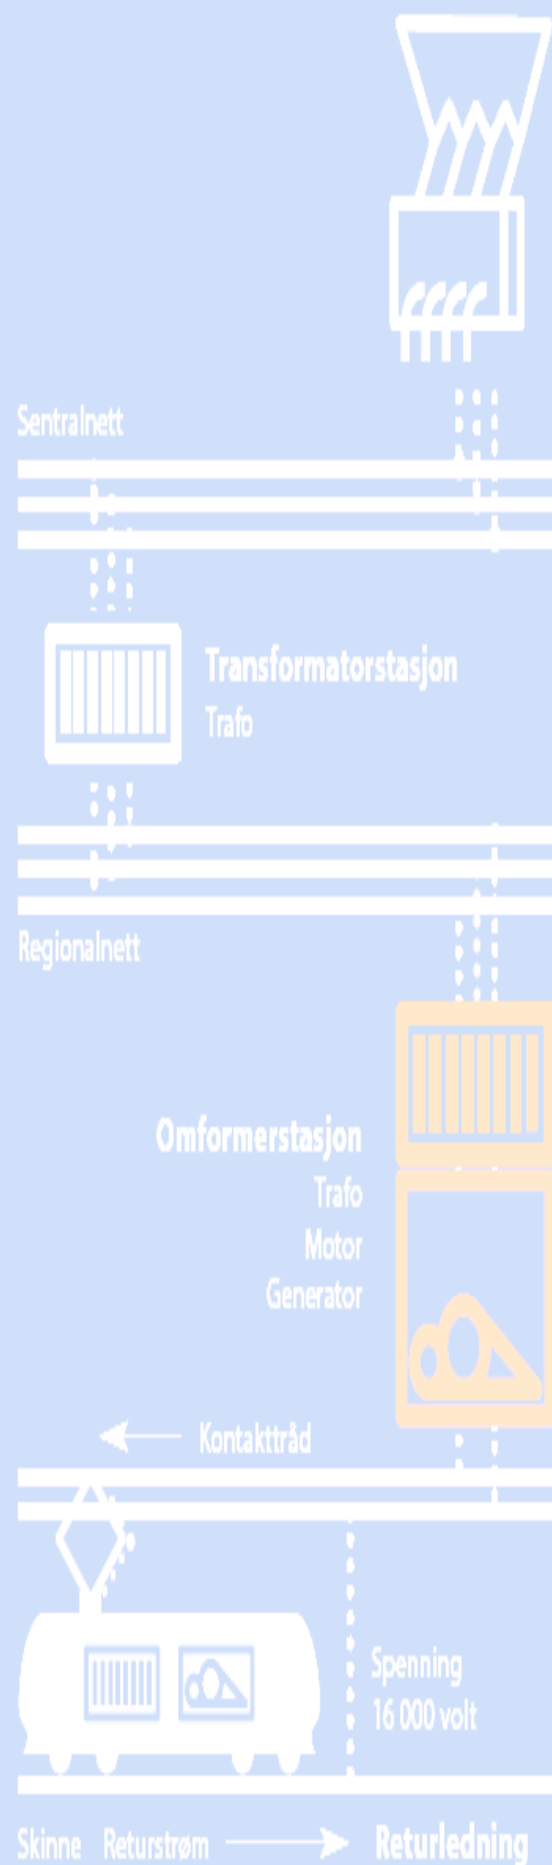 Sentralnett
Transformatorstasjon
Trafo
Regionalnett
Omformerstasjon
Trafo
Motor
Generator
Kontakttråd
Spenning
16 000 volt
Skinne Returstrøm Returledning